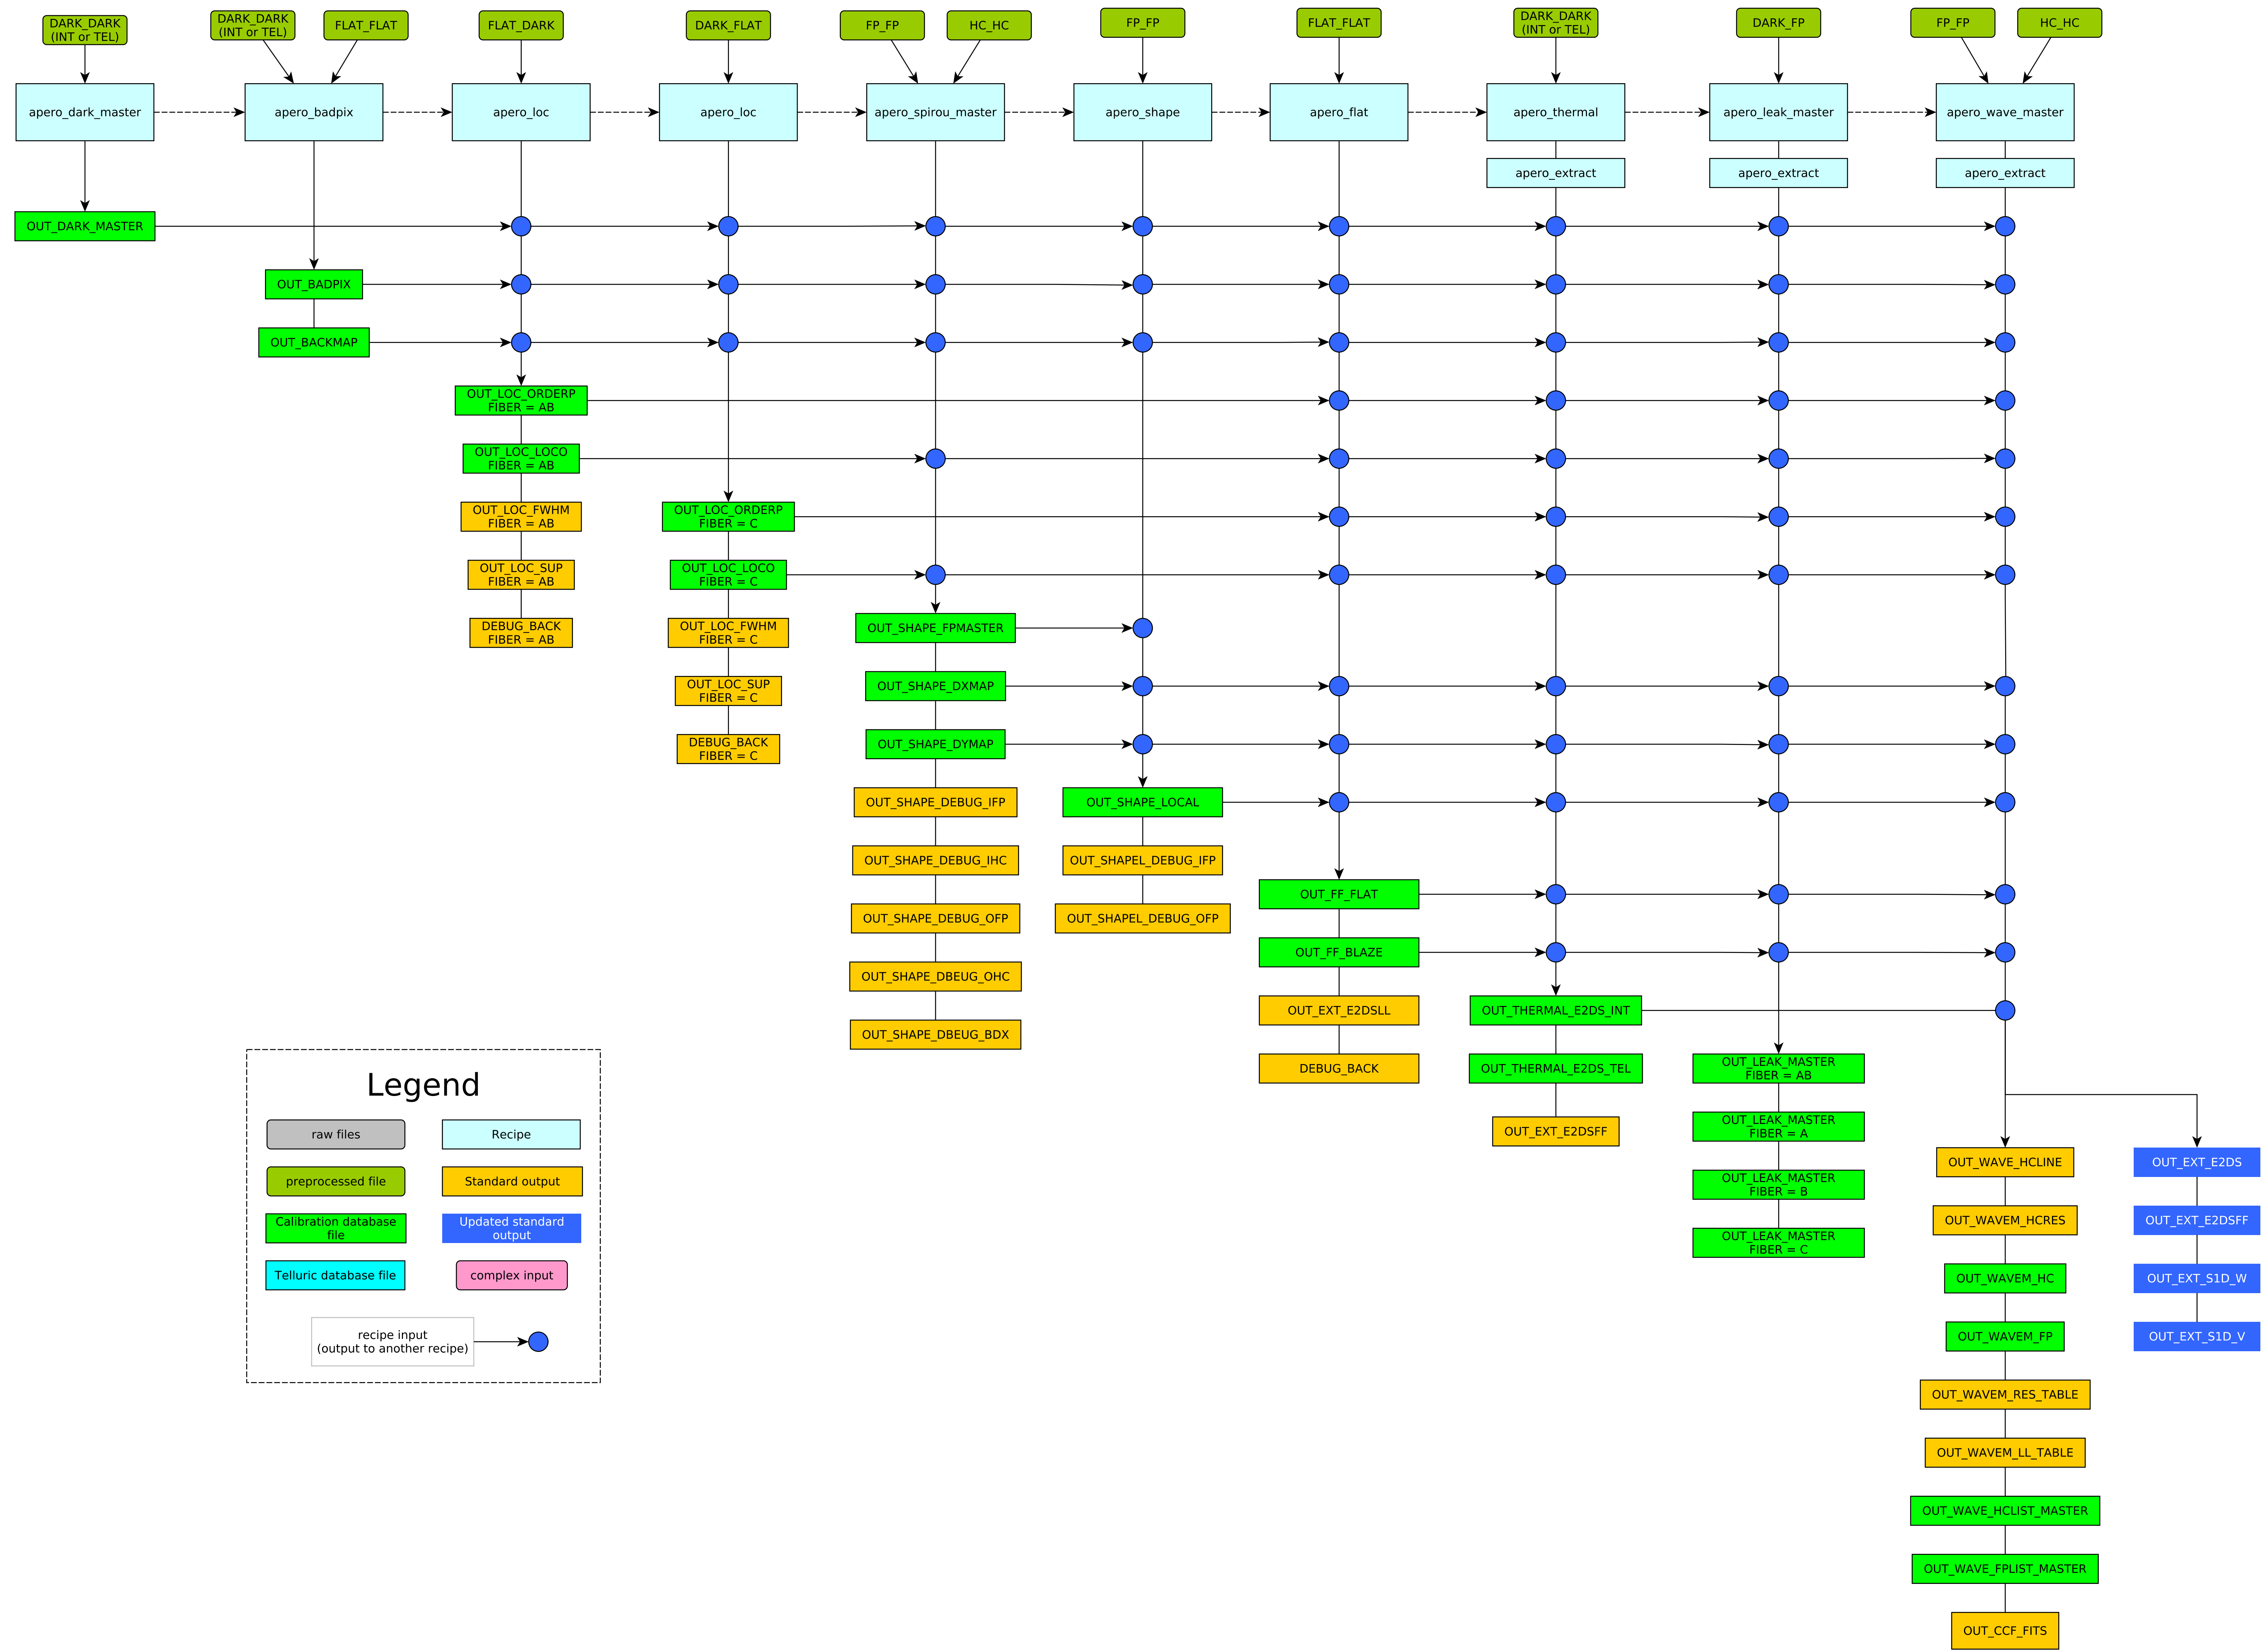 DARK_DARK
(INT or TEL)
DARK_DARK
(INT or TEL)
FLAT_FLAT
FLAT_DARK
DARK_FLAT
FP_FP
HC_HC
FP_FP
FLAT_FLAT
DARK_DARK
(INT or TEL)
DARK_FP
FP_FP
HC_HC
apero_dark_master
apero_badpix
apero_loc
apero_loc
apero_spirou_master
apero_shape
apero_flat
apero_thermal
apero_leak_master
apero_wave_master
apero_extract
apero_extract
apero_extract
OUT_DARK_MASTER
OUT_BADPIX
OUT_BACKMAP
OUT_LOC_ORDERP
FIBER = AB
OUT_LOC_LOCO
FIBER = AB
OUT_LOC_FWHM
FIBER = AB
OUT_LOC_SUP
FIBER = AB
DEBUG_BACK
FIBER = AB
OUT_LOC_ORDERP
FIBER = C
OUT_LOC_LOCO
FIBER = C
OUT_LOC_FWHM
FIBER = C
OUT_LOC_SUP
FIBER = C
DEBUG_BACK
FIBER = C
OUT_SHAPE_FPMASTER
OUT_SHAPE_DXMAP
OUT_SHAPE_DYMAP
OUT_SHAPE_DEBUG_IFP
OUT_SHAPE_DEBUG_IHC
OUT_SHAPE_DEBUG_OFP
OUT_SHAPE_DBEUG_OHC
OUT_SHAPE_DBEUG_BDX
OUT_SHAPE_LOCAL
OUT_SHAPEL_DEBUG_IFP
OUT_SHAPEL_DEBUG_OFP
OUT_FF_FLAT
OUT_FF_BLAZE
OUT_EXT_E2DSLL
DEBUG_BACK
OUT_THERMAL_E2DS_INT
OUT_THERMAL_E2DS_TEL
OUT_EXT_E2DSFF
OUT_LEAK_MASTER
FIBER = AB
OUT_LEAK_MASTER
FIBER = A
OUT_LEAK_MASTER
FIBER = B
OUT_LEAK_MASTER
FIBER = C
OUT_WAVE_HCLINE
OUT_WAVEM_HCRES
OUT_WAVEM_HC
OUT_WAVEM_FP
OUT_WAVEM_RES_TABLE
OUT_WAVEM_LL_TABLE
OUT_WAVE_HCLIST_MASTER
OUT_WAVE_FPLIST_MASTER
OUT_CCF_FITS
OUT_EXT_E2DS
OUT_EXT_E2DSFF
OUT_EXT_S1D_W
OUT_EXT_S1D_V
Legend
raw files
Recipe
preprocessed file
Standard output
Calibration database
file
Updated standard
output
Telluric database file
complex input
recipe input
(output to another recipe)